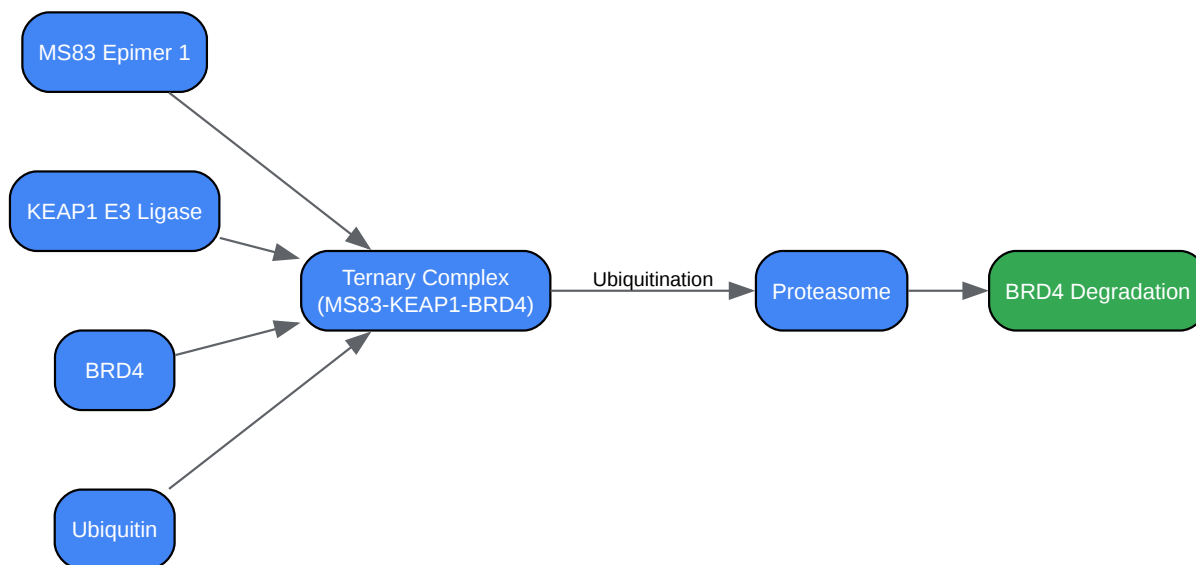 MS83 Epimer 1
KEAP1 E3 Ligase
BRD4
Ubiquitin
Ternary Complex
(MS83-KEAP1-BRD4)
Ubiquitination
Proteasome
BRD4 Degradation